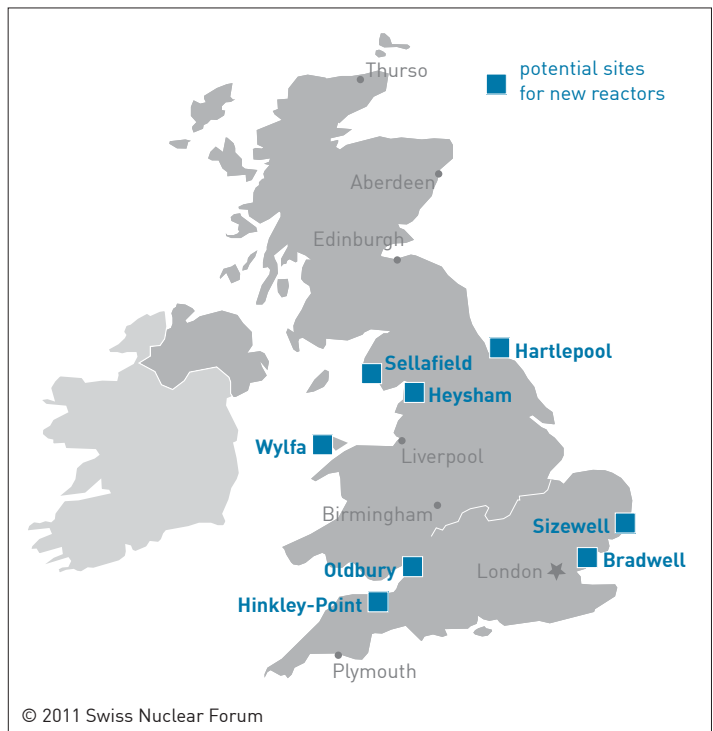 Thurso
potential sites
for new reactors
Aberdeen
Edinburgh
Hartlepool
Sellafield
Heysham
Wylfa
Liverpool
Birmingham
Sizewell
Bradwell
Oldbury
London
Hinkley-Point
Plymouth
© 2011 Swiss Nuclear Forum